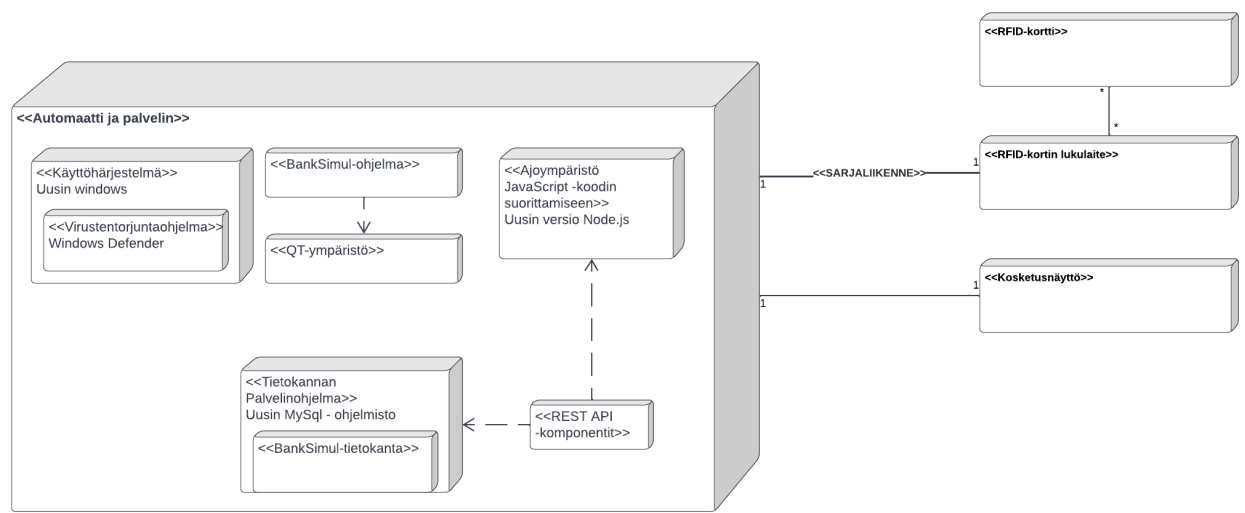 <<RFID-kortti>>
*
*
<<Automaatti ja palvelin>>
<<Käyttöhärjestelmä>>
Uusin windows
<<Virustentorjuntaohjelma>>
Windows Defender
<<BankSimul-ohjelma>>
<<QT-ympäristö>>
<<Ajoympäristö
JavaScript -koodin
suorittamiseen>>
Uusin versio Node.js
1
<<SARJALIIKENNE>>
1
<<RFID-kortin lukulaite>>
1
1
<<Kosketusnäyttö>>
<<Tietokannan
Palvelinohjelma>>
Uusin MySql - ohjelmisto
<<BankSimul-tietokanta>>
<<REST API
-komponentit>>